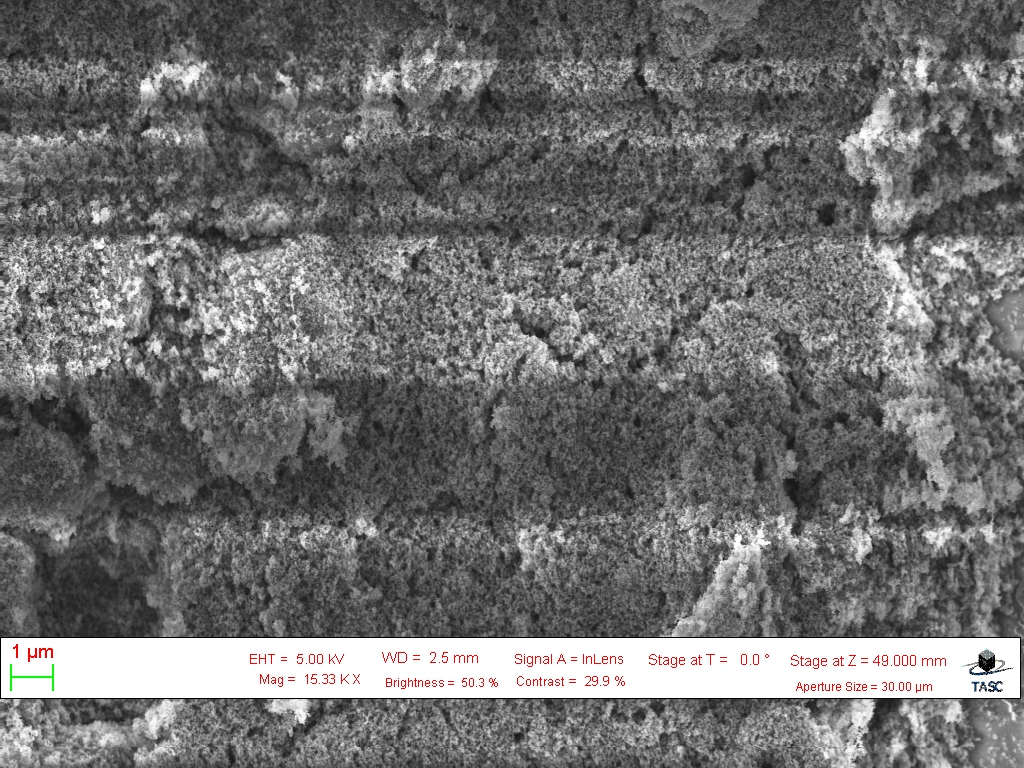 1 µm
EHT = 5.00 kV WD = 2.5 mm Signal A = InLens Stage at T = 0.0 ° Stage at Z = 49.000 mm
Mag = 15.33 K X Brightness = 50.3 % Contrast = 29.9 % Aperture Size = 30.00 µm
TASC